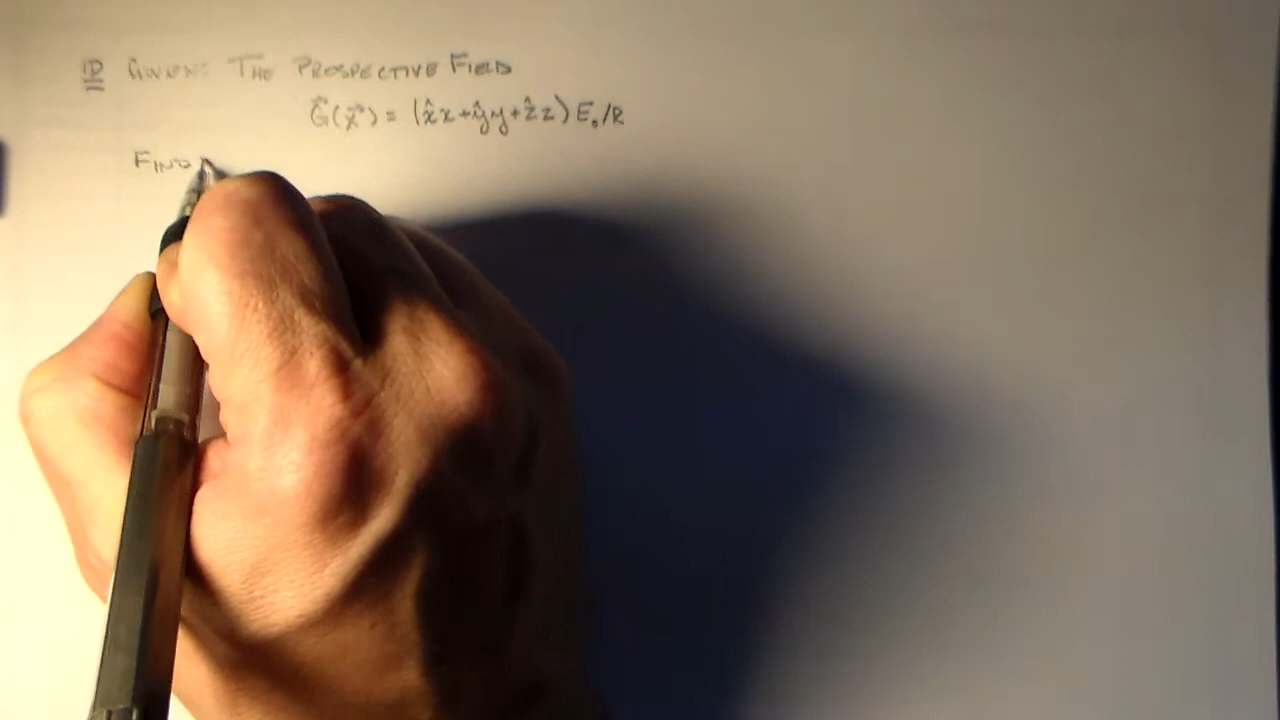 1D GIVEN: THE PROSPECTIVE FIELD
G⃗(x⃗) = (x̂x+ŷy+ẑz)E₀/R
FIND